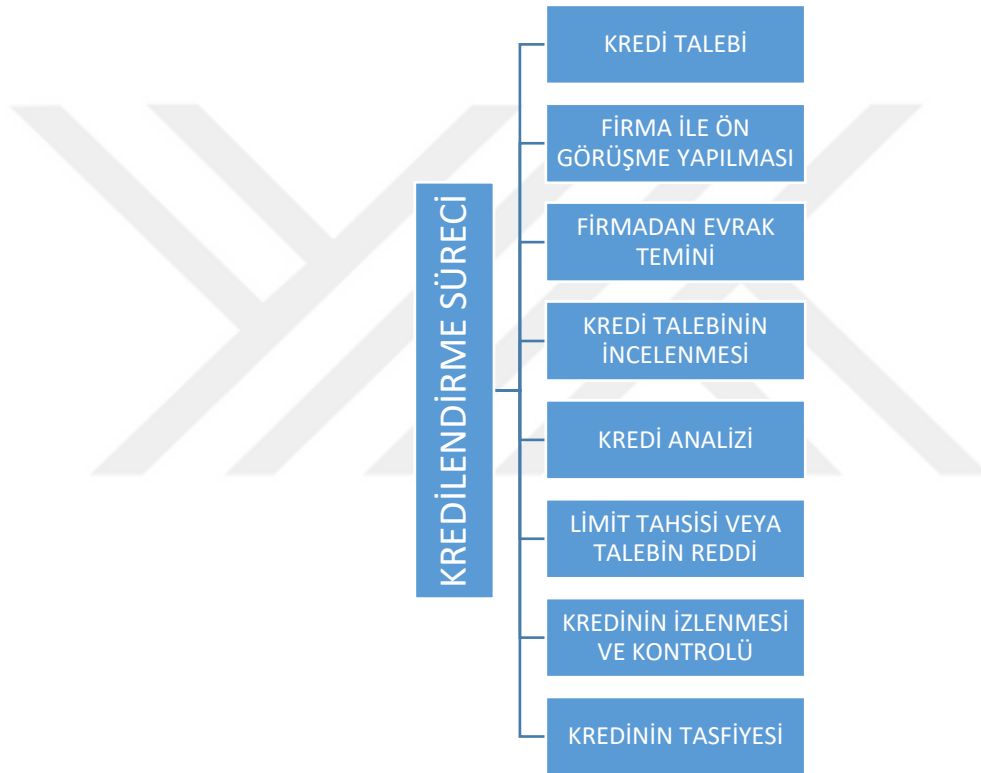 KREDİLENDİRME SÜRECİ
KREDİ TALEBİ
FİRMA İLE ÖN
GÖRÜŞME YAPILMASI
FİRMADAN EVRAK
TEMİNİ
KREDİ TALEBİNİN
İNCELENMESİ
KREDİ ANALİZİ
LİMİT TAHSİSİ VEYA
TALEBİN REDDİ
KREDİNİN İZLENMESİ
VE KONTROLÜ
KREDİNİN TASFİYESİ